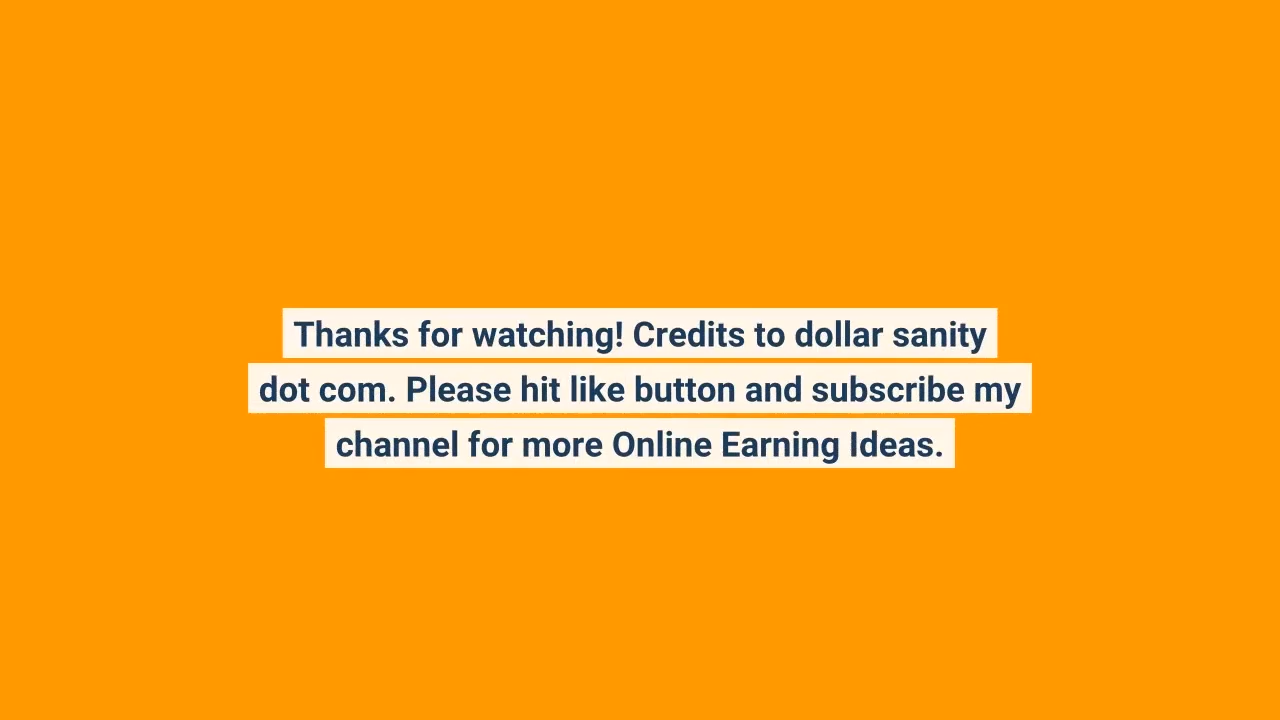 Thanks for watching! Credits to dollar sanity
dot com. Please hit like button and subscribe my
channel for more Online Earning Ideas.